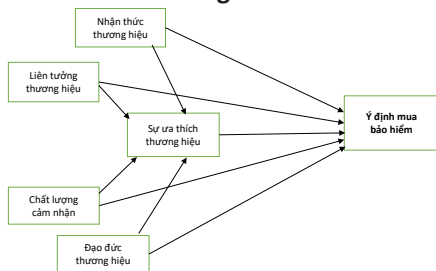 Nhận thức
thương hiệu
Liên tưởng
thương hiệu
Sự ưa thích
thương hiệu
Ý định mua
bảo hiểm
Chất lượng
cảm nhận
Đạo đức
thương hiệu